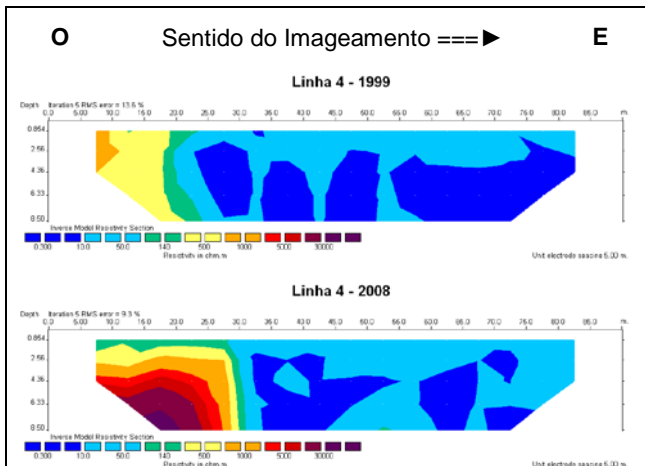 O Sentido do Imageamento ===► E
Linha 4 - 1999
Depth Iteration 5 RMS error = 13.6 %
0.0 5.00 10.0 15.0 20.0 25.0 30.0 35.0 40.0 45.0 50.0 55.0 60.0 65.0 70.0 75.0 80.0 85.0 m.
0.854
2.56
4.36
6.33
8.50
Inverse Model Resistivity Section
0.300 10.0 50.0 140 500 1000 5000 30000
Resistivity in ohm.m
Unit electrode spacing 5.00 m.
Linha 4 - 2008
Depth Iteration 5 RMS error = 9.3 %
0.0 5.00 10.0 15.0 20.0 25.0 30.0 35.0 40.0 45.0 50.0 55.0 60.0 65.0 70.0 75.0 80.0 85.0 m.
0.854
2.56
4.36
6.33
8.50
Inverse Model Resistivity Section
0.300 10.0 50.0 140 500 1000 5000 30000
Resistivity in ohm.m
Unit electrode spacing 5.00 m.